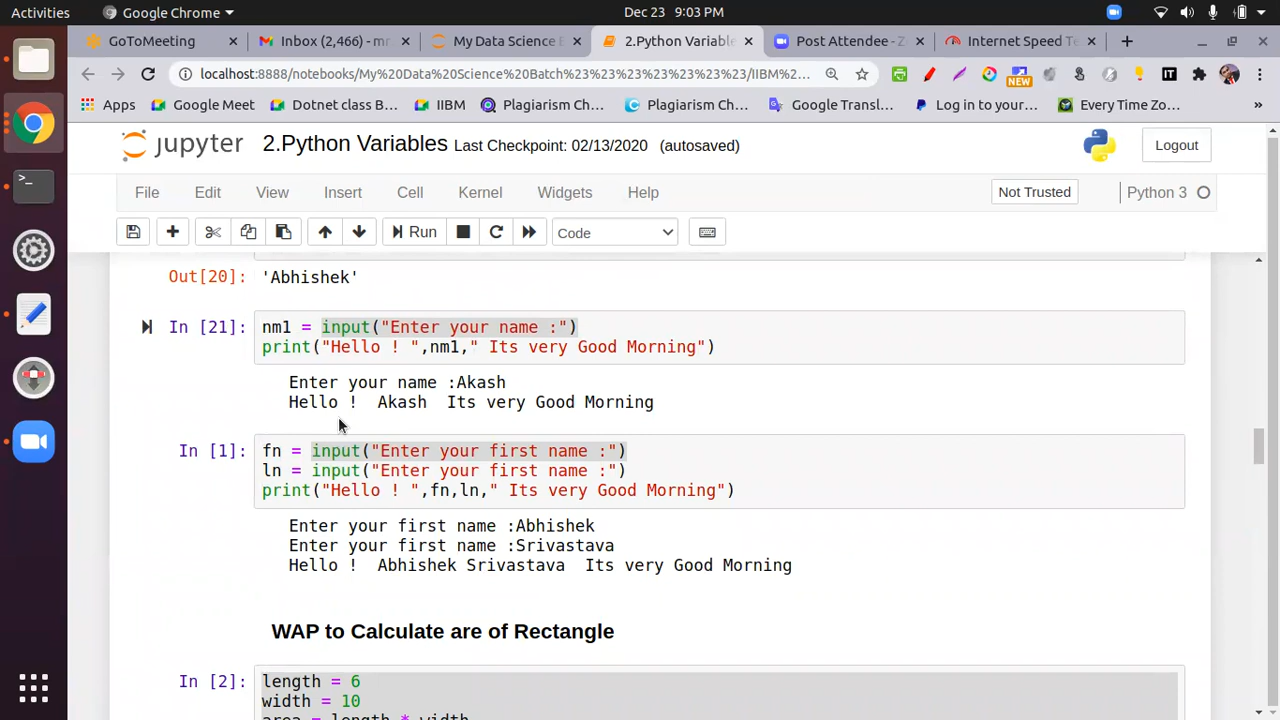 Activities Google Chrome Dec 23 9:03 PM
GoToMeeting Inbox (2,466) - mr My Data Science B 2.Python Variable Post Attendee - Z Internet Speed Te
localhost:8888/notebooks/My%20Data%20Science%20Batch%23%23%23%23%23%23%23/IIBM%2... NEW IT
Apps Google Meet Dotnet class B... IIBM Plagiarism Ch... Plagiarism Ch... Google Transl... Log in to your... Every Time Zo... »
jupyter 2.Python Variables Last Checkpoint: 02/13/2020 (autosaved) Logout
File Edit View Insert Cell Kernel Widgets Help Not Trusted Python 3
Run Code
Out[20]: 'Abhishek'
In [21]: nm1 = input("Enter your name :")
print("Hello ! ",nm1," Its very Good Morning")
Enter your name :Akash
Hello !  Akash  Its very Good Morning
In [1]: fn = input("Enter your first name :")
ln = input("Enter your first name :")
print("Hello ! ",fn,ln," Its very Good Morning")
Enter your first name :Abhishek
Enter your first name :Srivastava
Hello !  Abhishek Srivastava  Its very Good Morning
WAP to Calculate are of Rectangle
In [2]: length = 6
width = 10
area = length * width